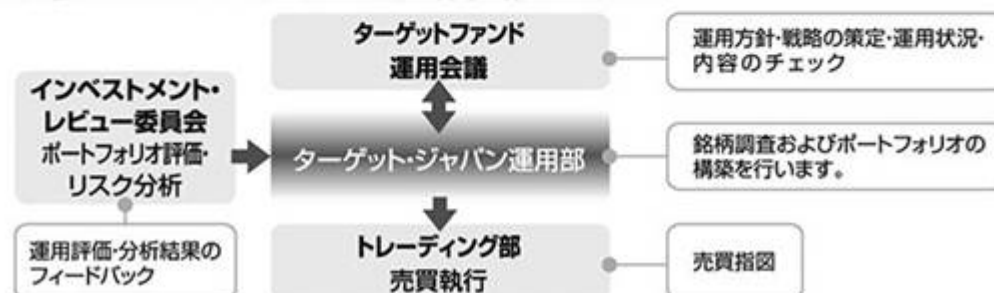 ターゲットファンド
運用会議
運用方針・戦略の策定・運用状況・
内容のチェック
インベストメント・
レビュー委員会
ポートフォリオ評価・
リスク分析
ターゲット・ジャパン運用部
銘柄調査およびポートフォリオの
構築を行います。
運用評価・分析結果の
フィードバック
トレーディング部
売買執行
売買指図